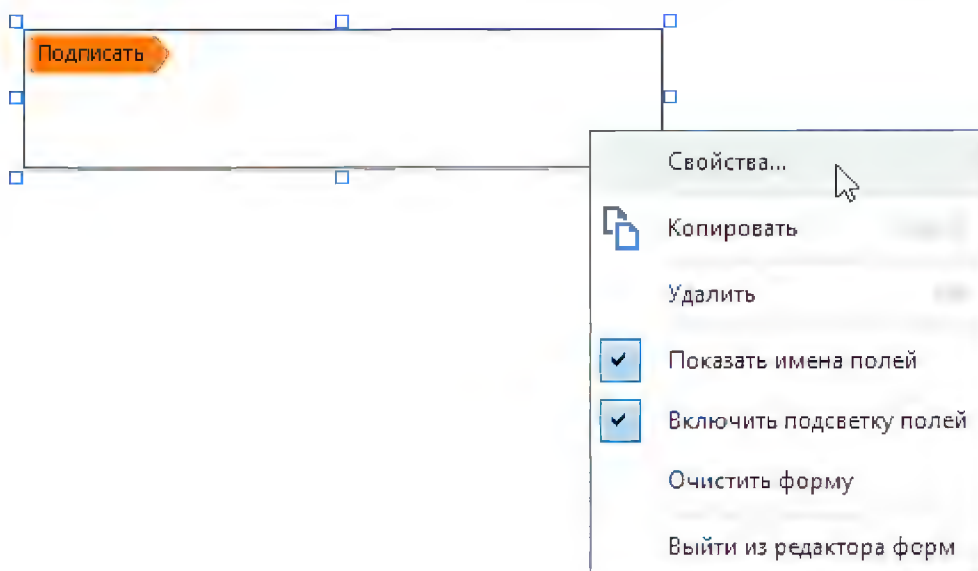 Подписать
Свойства...
Копировать
Удалить
Показать имена полей
Включить подсветку полей
Очистить форму
Выйти из редактора форм